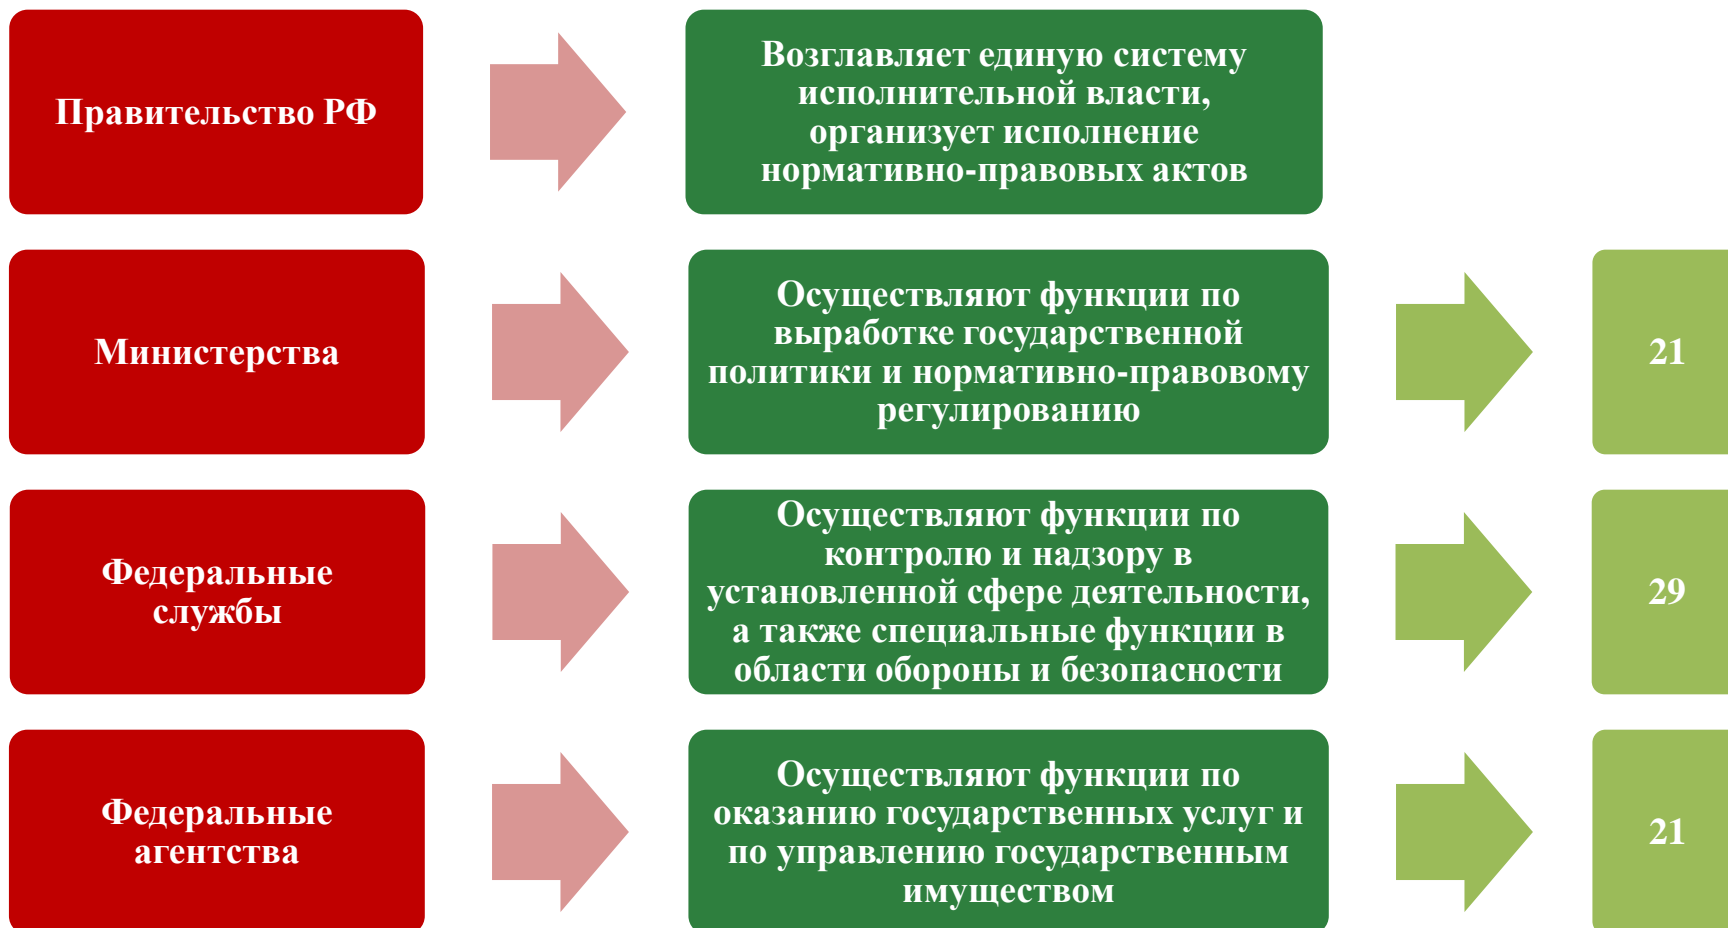 Правительство РФ
Возглавляет единую систему
исполнительной власти,
организует исполнение
нормативно-правовых актов
Министерства
Осуществляют функции по
выработке государственной
политики и нормативно-правовому
регулированию
21
Федеральные
службы
Осуществляют функции по
контролю и надзору в
установленной сфере деятельности,
а также специальные функции в
области обороны и безопасности
29
Федеральные
агентства
Осуществляют функции по
оказанию государственных услуг и
по управлению государственным
имуществом
21